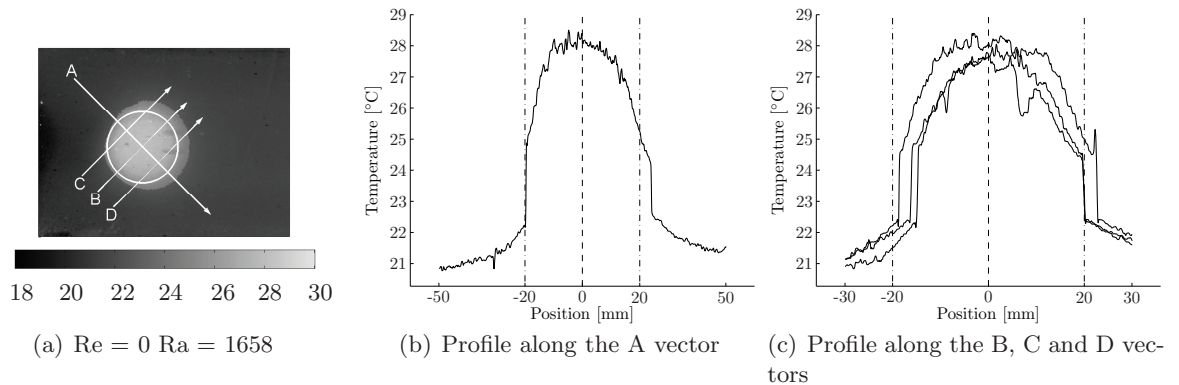 A
C
B
D
18 20 22 24 26 28 30
(a) Re = 0 Ra = 1658
Temperature [°C]
29
28
27
26
25
24
23
22
21
-50 -20 0 20 50
Position [mm]
(b) Profile along the A vector
Temperature [°C]
29
28
27
26
25
24
23
22
21
-30 -20 0 20 30
Position [mm]
(c) Profile along the B, C and D vec-
tors